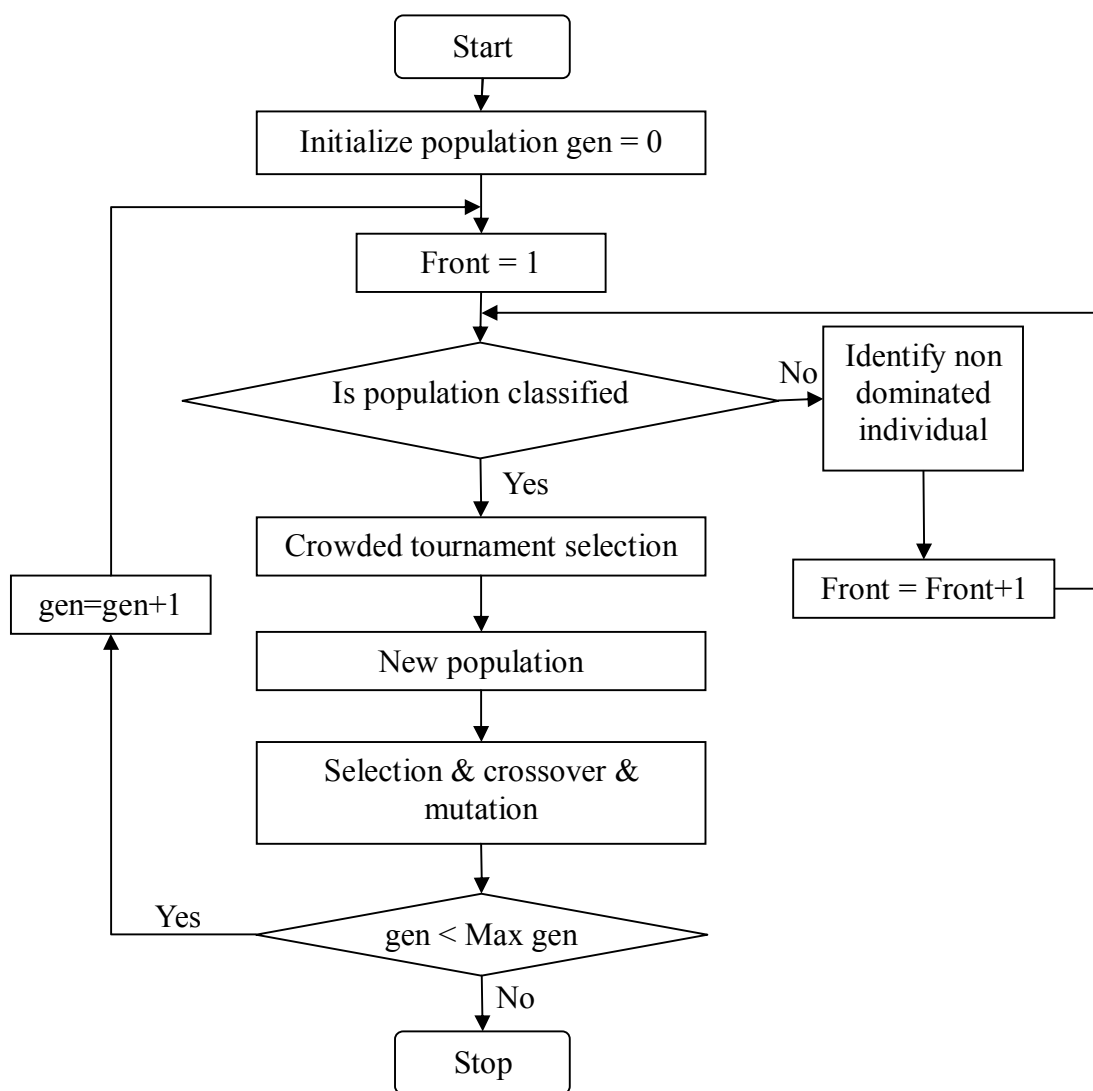 Start
Initialize population gen = 0
Front = 1
Is population classified
No
Identify non
dominated
individual
Yes
Crowded tournament selection
gen=gen+1
Front = Front+1
New population
Selection & crossover &
mutation
Yes
gen < Max gen
No
Stop